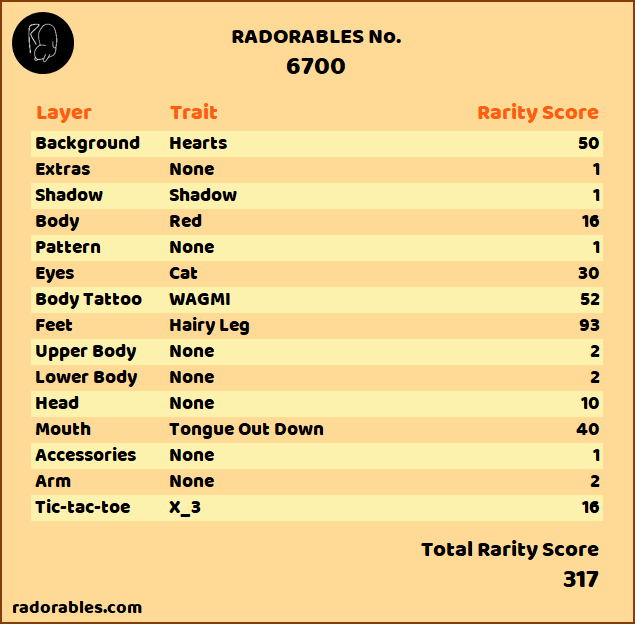 RADORABLES No.
6700
Layer Trait Rarity Score
Background Hearts 50
Extras None 1
Shadow Shadow 1
Body Red 16
Pattern None 1
Eyes Cat 30
Body Tattoo WAGMI 52
Feet Hairy Leg 93
Upper Body None 2
Lower Body None 2
Head None 10
Mouth Tongue Out Down 40
Accessories None 1
Arm None 2
Tic-tac-toe X_3 16
Total Rarity Score
317
radorables.com